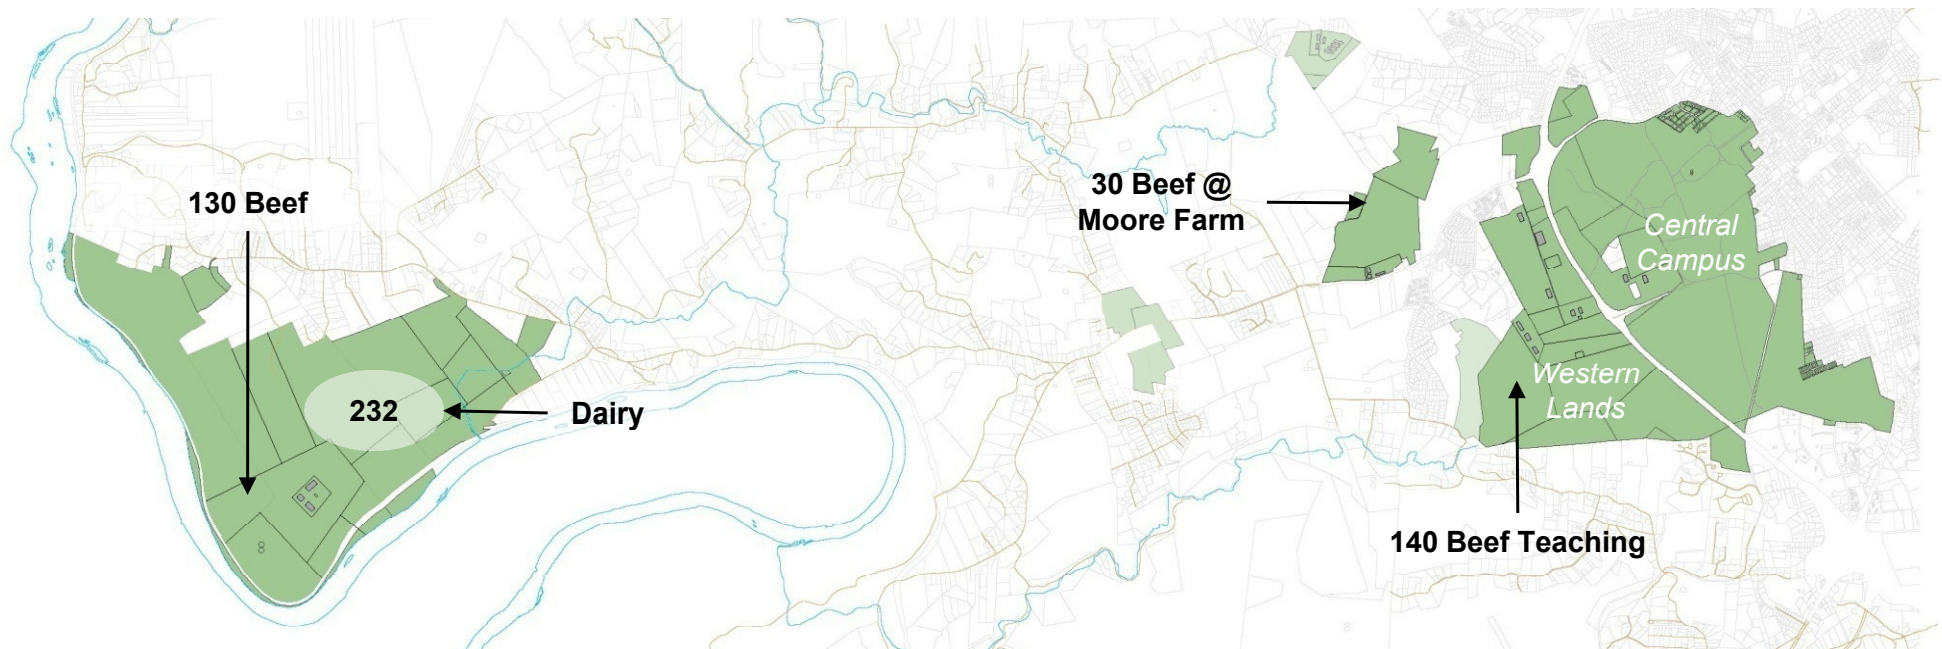 130 Beef
30 Beef @
Moore Farm
Central
Campus
232
Dairy
Western
Lands
140 Beef Teaching